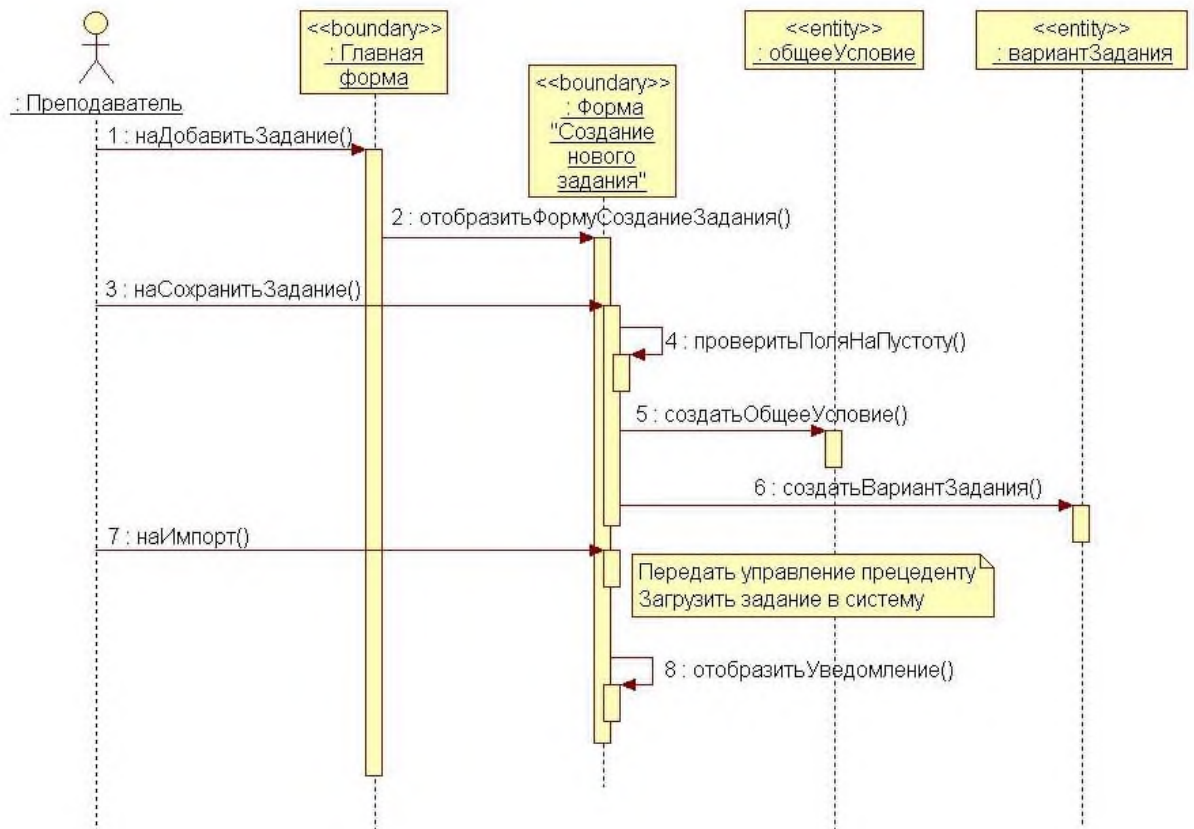 <<boundary>>
: Главная
форма
<<entity>>
: общееУсловие
<<entity>>
: вариантЗадания
<<boundary>>
: Форма
"Создание
нового
задания"
: Преподаватель
1 : наДобавитьЗадание()
2 : отобразитьФормуСозданиеЗадания()
3 : наСохранитьЗадание()
4 : проверитьПоляНаПустоту()
5 : создатьОбщееУсловие()
6 : создатьВариантЗадания()
7 : наИмпорт()
Передать управление прецеденту
Загрузить задание в систему
8 : отобразитьУведомление()